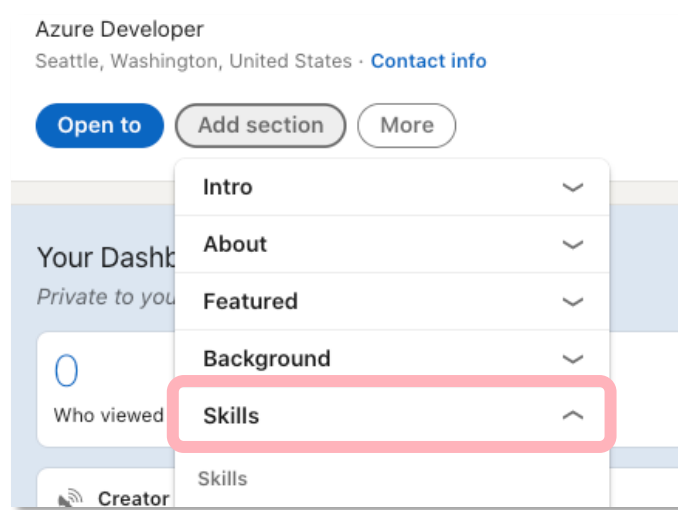 Azure Developer
Seattle, Washington, United States · Contact info
Open to
Add section
More
Intro
About
Your Dashb
Private to you
Featured
Background
0
Who viewed
Skills
Skills
Creator